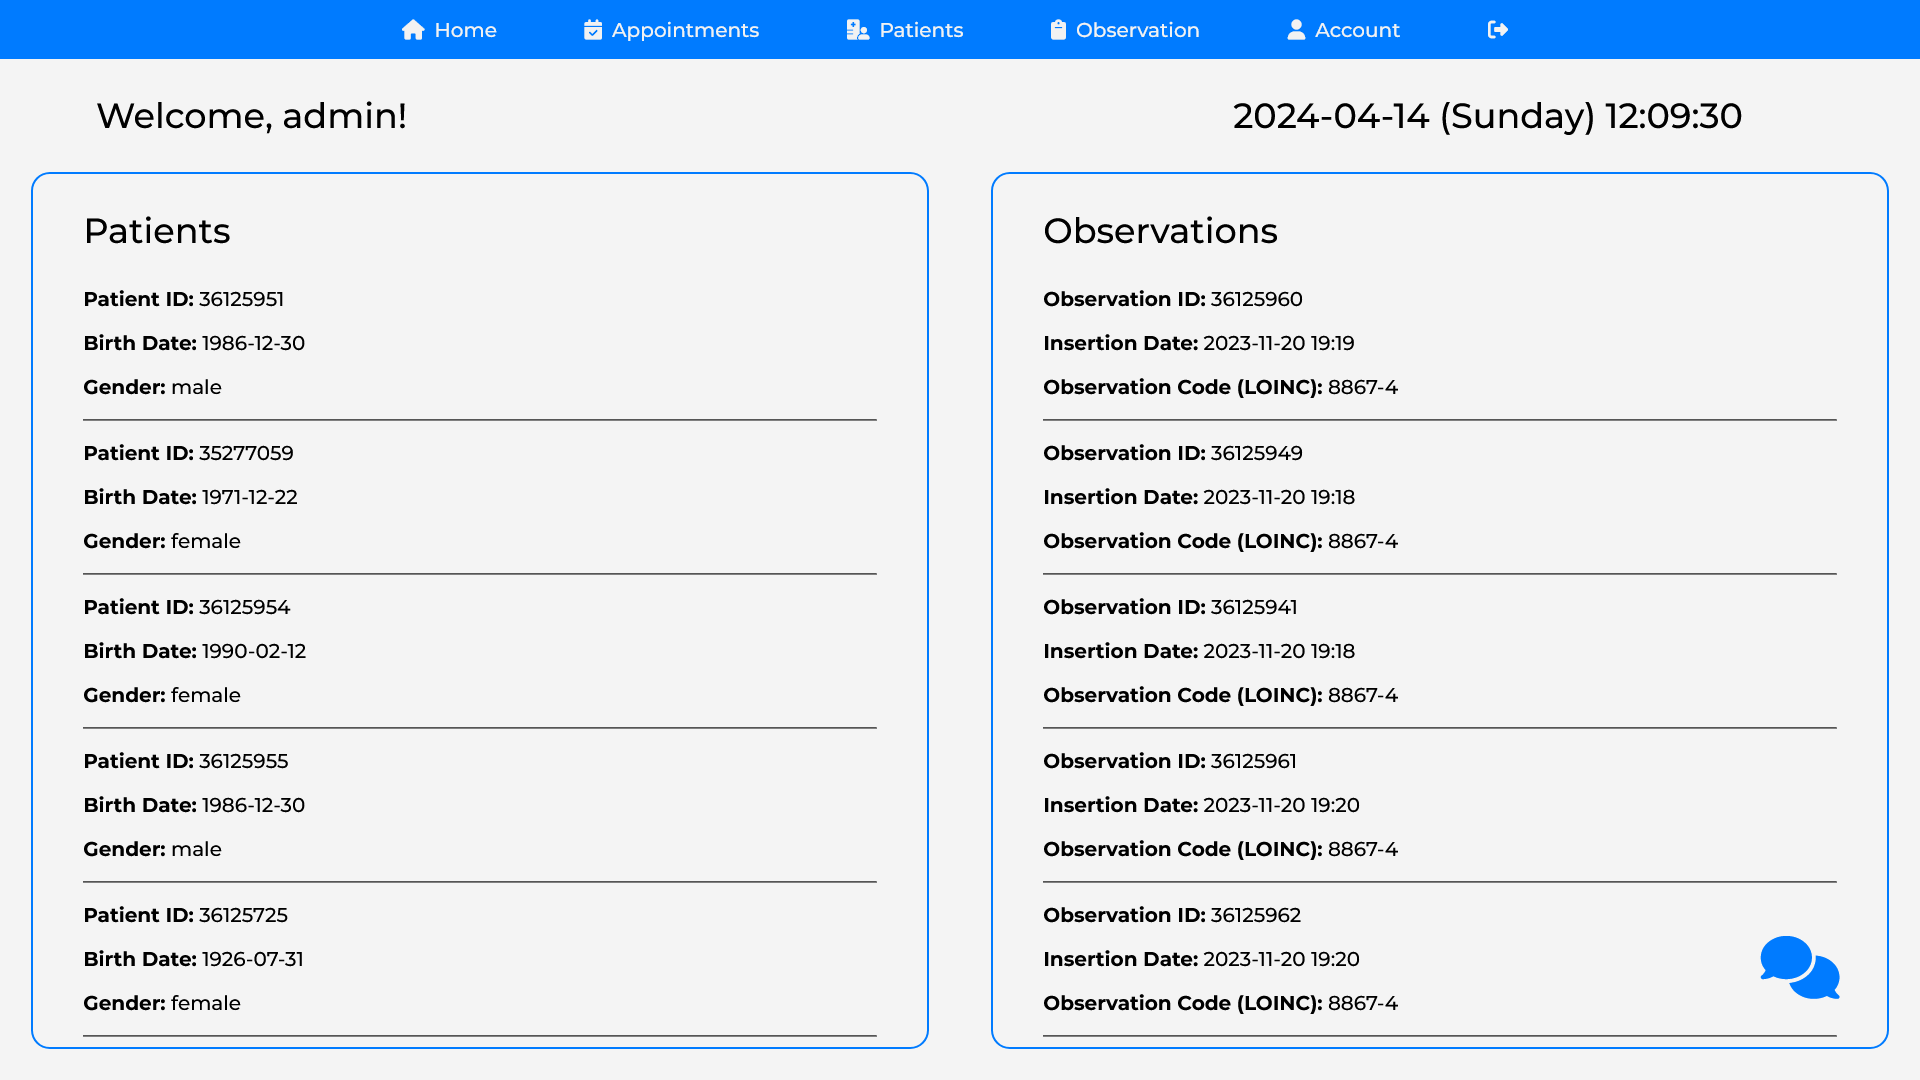 Home Appointments Patients Observation Account
Welcome, admin!
2024-04-14 (Sunday) 12:09:30
Patients
Patient ID: 36125951
Birth Date: 1986-12-30
Gender: male
Patient ID: 35277059
Birth Date: 1971-12-22
Gender: female
Patient ID: 36125954
Birth Date: 1990-02-12
Gender: female
Patient ID: 36125955
Birth Date: 1986-12-30
Gender: male
Patient ID: 36125725
Birth Date: 1926-07-31
Gender: female
Observations
Observation ID: 36125960
Insertion Date: 2023-11-20 19:19
Observation Code (LOINC): 8867-4
Observation ID: 36125949
Insertion Date: 2023-11-20 19:18
Observation Code (LOINC): 8867-4
Observation ID: 36125941
Insertion Date: 2023-11-20 19:18
Observation Code (LOINC): 8867-4
Observation ID: 36125961
Insertion Date: 2023-11-20 19:20
Observation Code (LOINC): 8867-4
Observation ID: 36125962
Insertion Date: 2023-11-20 19:20
Observation Code (LOINC): 8867-4